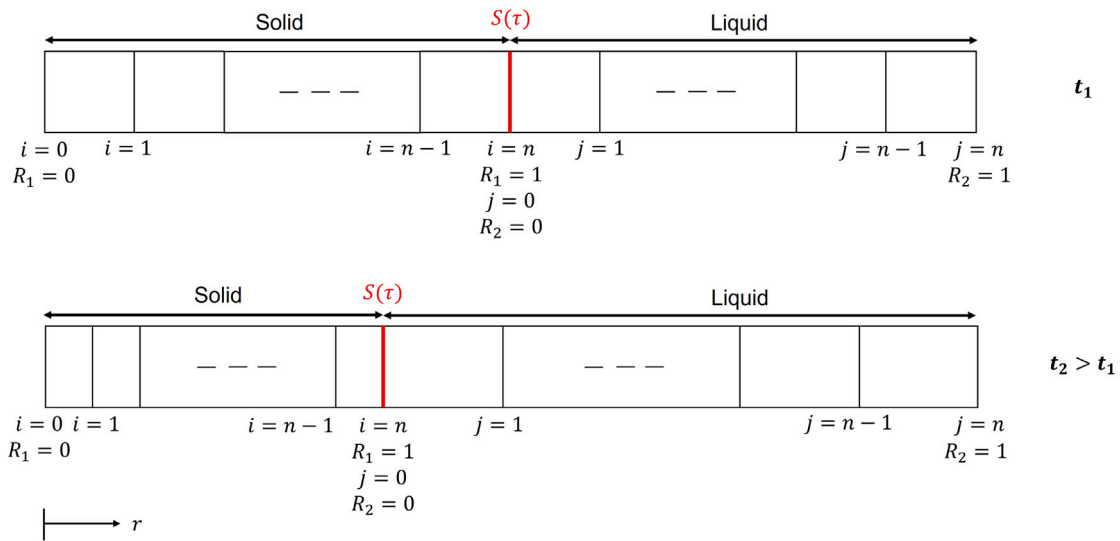 Solid S(τ) Liquid
t₁
i = 0 i = 1 i = n − 1 i = n j = 1 j = n − 1 j = n
R₁ = 0 R₁ = 1 R₂ = 1
j = 0
R₂ = 0
Solid S(τ) Liquid
t₂ > t₁
i = 0 i = 1 i = n − 1 i = n j = 1 j = n − 1 j = n
R₁ = 0 R₁ = 1 R₂ = 1
j = 0
R₂ = 0
r